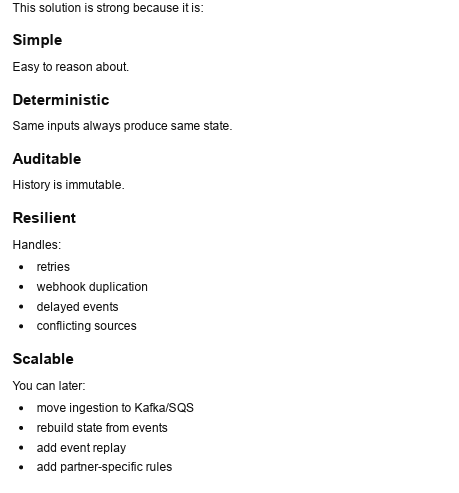 This solution is strong because it is:
Simple
Easy to reason about.
Deterministic
Same inputs always produce same state.
Auditable
History is immutable.
Resilient
Handles:
• retries
• webhook duplication
• delayed events
• conflicting sources
Scalable
You can later:
• move ingestion to Kafka/SQS
• rebuild state from events
• add event replay
• add partner-specific rules